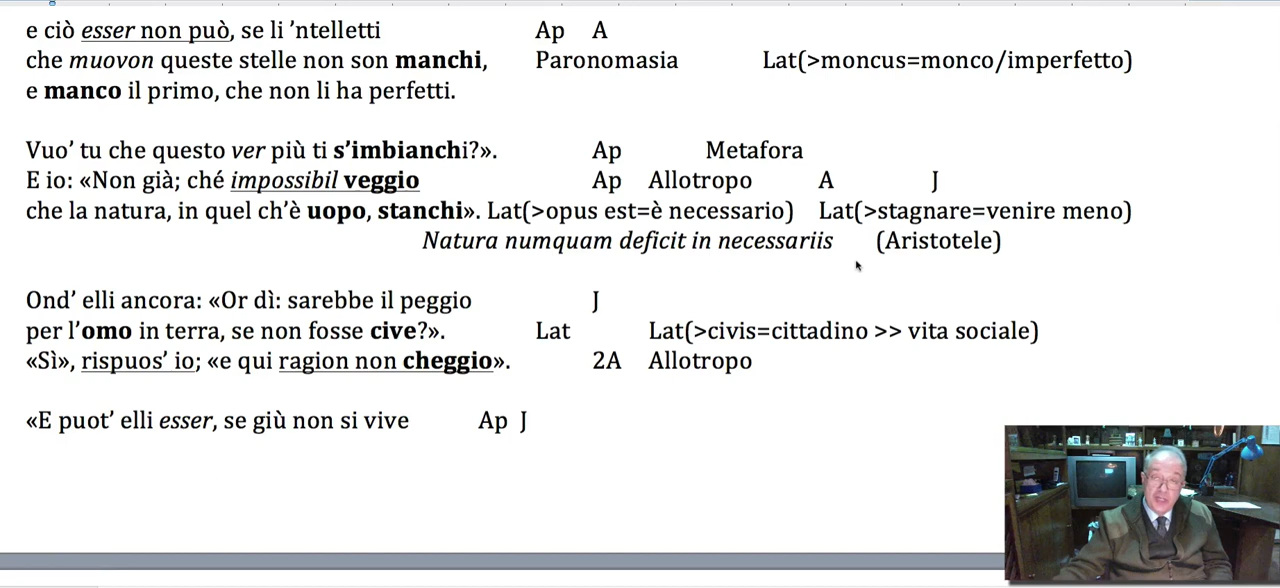 e ciò esser non può, se li ’ntelletti Ap A
che muovon queste stelle non son manchi, Paronomasia Lat(>moncus=monco/imperfetto)
e manco il primo, che non li ha perfetti.
Vuo’ tu che questo ver più ti s’imbianchi?». Ap Metafora
E io: «Non già; ché impossibil veggio Ap Allotropo A J
che la natura, in quel ch’è uopo, stanchi». Lat(>opus est=è necessario) Lat(>stagnare=venire meno)
Natura numquam deficit in necessariis (Aristotele)
Ond’ elli ancora: «Or dì: sarebbe il peggio J
per l’omo in terra, se non fosse cive?». Lat Lat(>civis=cittadino >> vita sociale)
«Sì», rispuos’ io; «e qui ragion non cheggio». 2A Allotropo
«E puot’ elli esser, se giù non si vive Ap J